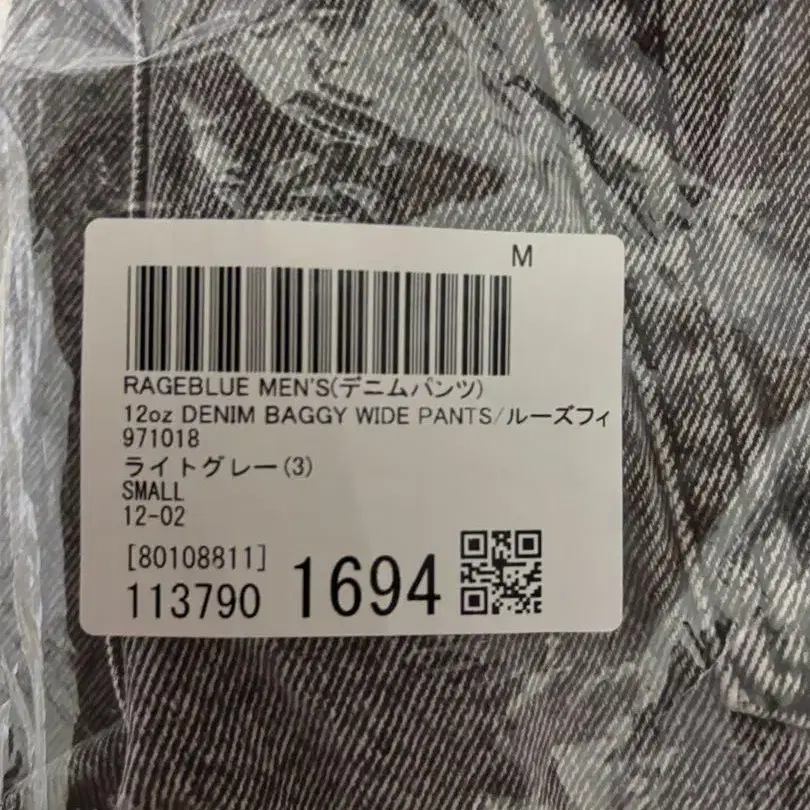 M
RAGEBLUE MEN'S(デニムパンツ)
12oz DENIM BAGGY WIDE PANTS/ルーズフィ
971018
ライトグレー(3)
SMALL
12-02
[80108811]
113790 1694